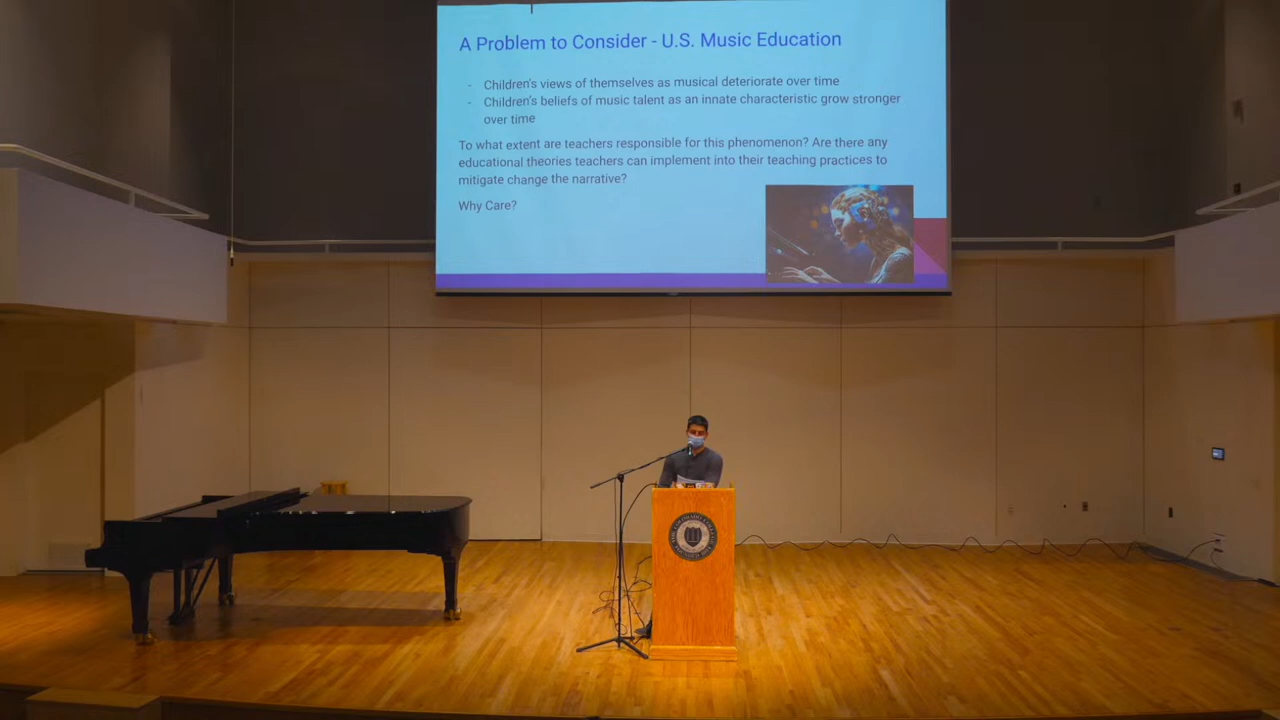 A Problem to Consider - U.S. Music Education
- Children's views of themselves as musical deteriorate over time
- Children's beliefs of music talent as an innate characteristic grow stronger
over time
To what extent are teachers responsible for this phenomenon? Are there any
educational theories teachers can implement into their teaching practices to
mitigate change the narrative?
Why Care?
COLORADO COLLEGE